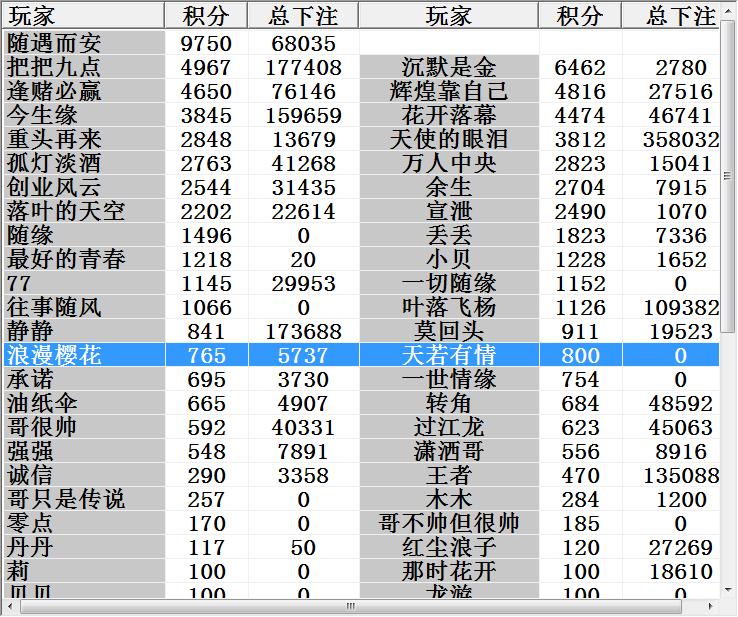 玩家 积分 总下注 玩家 积分 总下注
随遇而安 9750 68035
把把九点 4967 177408 沉默是金 6462 2780
逢赌必赢 4650 76146 辉煌靠自己 4816 27516
今生缘 3845 159659 花开落幕 4474 46741
重头再来 2848 13679 天使的眼泪 3812 358032
孤灯淡酒 2763 41268 万人中央 2823 15041
创业风云 2544 31435 余生 2704 7915
落叶的天空 2202 22614 宣泄 2490 1070
随缘 1496 0 丢丢 1823 7336
最好的青春 1218 20 小贝 1228 1652
77 1145 29953 一切随缘 1152 0
往事随风 1066 0 叶落飞杨 1126 109382
静静 841 173688 莫回头 911 19523
浪漫樱花 765 5737 天若有情 800 0
承诺 695 3730 一世情缘 754 0
油纸伞 665 4907 转角 684 48592
哥很帅 592 40331 过江龙 623 45063
强强 548 7891 潇洒哥 556 8916
诚信 290 3358 王者 470 135088
哥只是传说 257 0 木木 284 1200
零点 170 0 哥不帅但很帅 185 0
丹丹 117 50 红尘浪子 120 27269
莉 100 0 那时花开 100 18610
贝贝 100 0 龙游 100 0